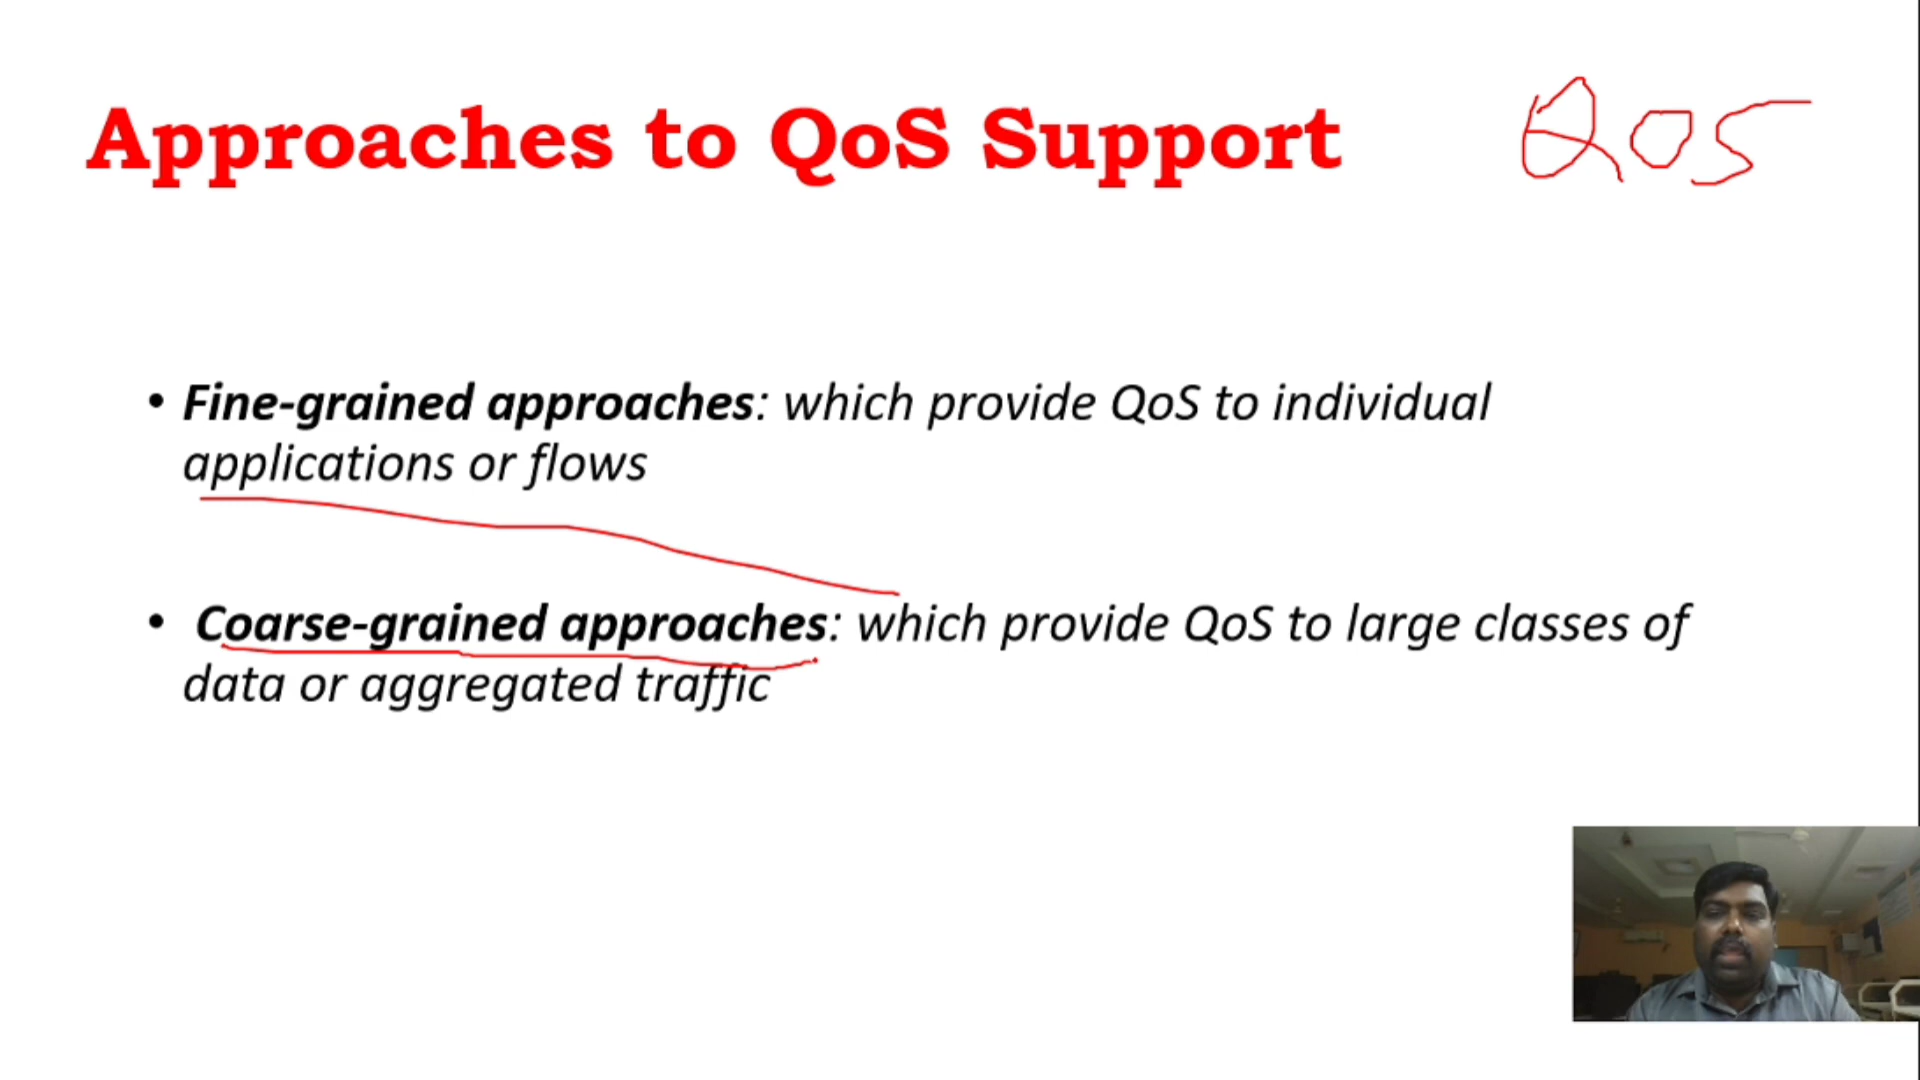 Approaches to QoS Support
QoS
• Fine-grained approaches: which provide QoS to individual
applications or flows
• Coarse-grained approaches: which provide QoS to large classes of
data or aggregated traffic